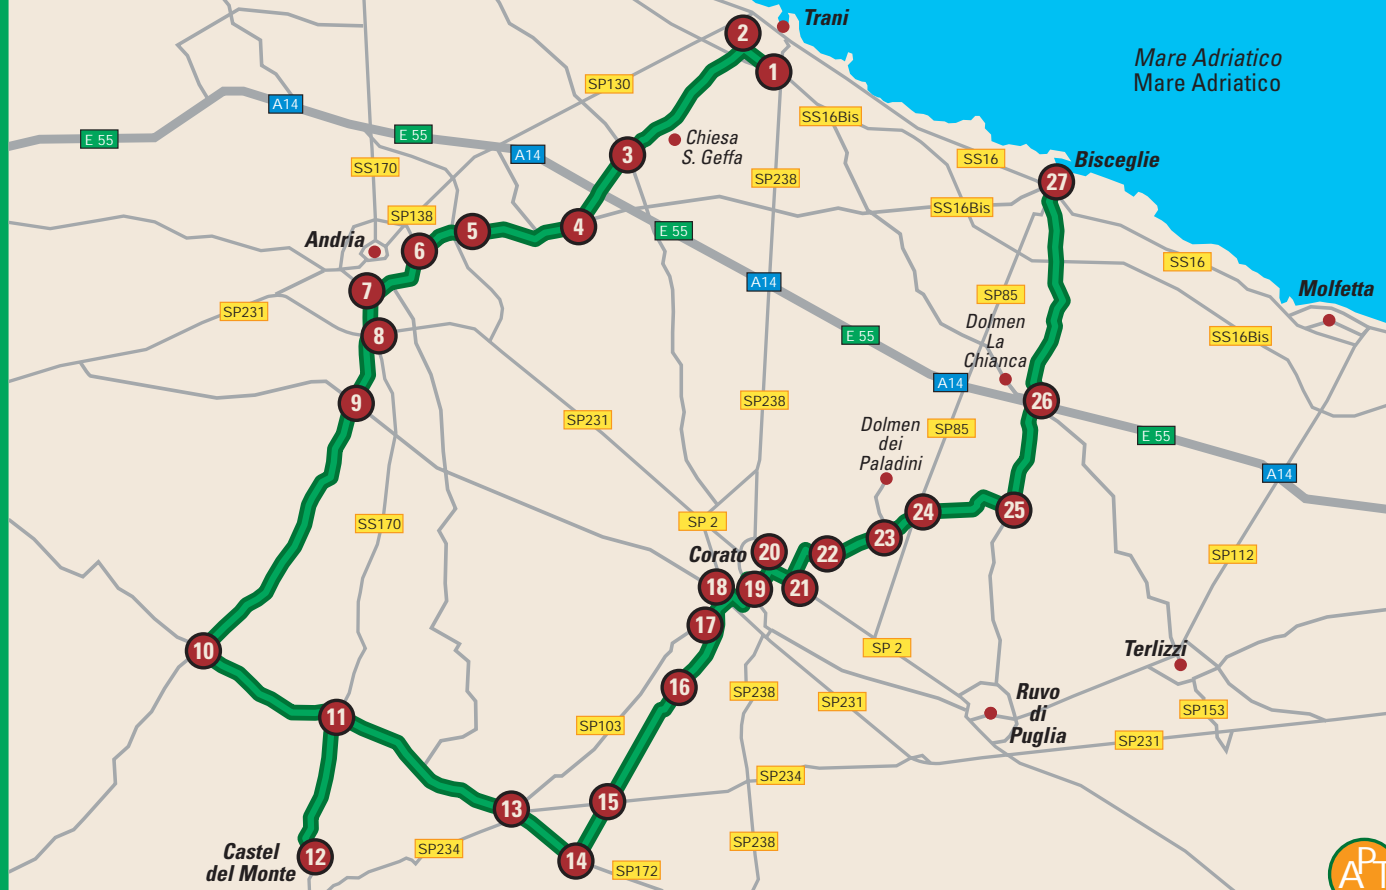 Trani
2
Mare Adriatico
Mare Adriatico
1
SP130
A14
SS16Bis
E 55
E 55
Chiesa
S. Geffa
3
A14
SS16
Bisceglie
SS170
SP238
27
SS16Bis
SP138
Andria
5
4
E 55
6
SS16
7
A14
SP85
Molfetta
SP231
Dolmen
La
Chianca
8
E 55
SS16Bis
A14
9
SP238
26
SP231
Dolmen
dei
Paladini
SP85
E 55
A14
SS170
SP 2
24
25
23
SP112
Corato
20
22
18
19
21
17
10
SP 2
Terlizzi
16
SP238
SP231
Ruvo
di
Puglia
SP153
11
SP103
SP231
SP234
15
13
SP238
SP234
Castel
del Monte
12
14
SP172
APT